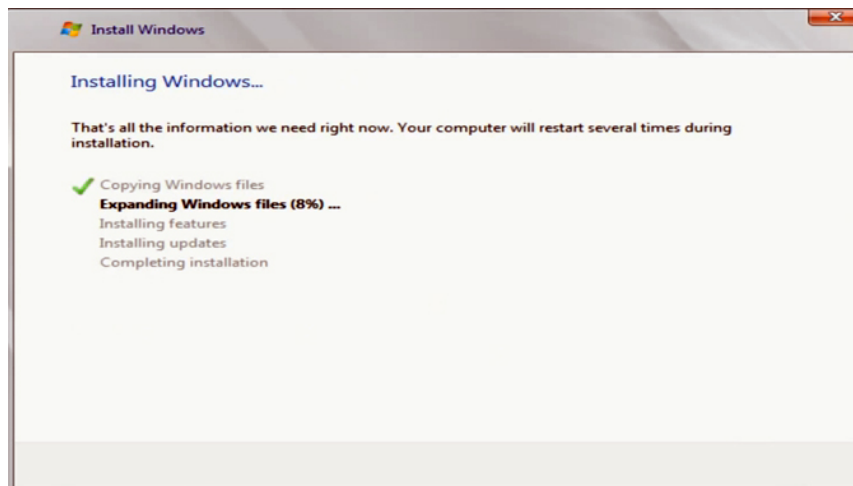 Install Windows
Installing Windows...
That's all the information we need right now. Your computer will restart several times during
installation.
Copying Windows files
Expanding Windows files (8%) ...
Installing features
Installing updates
Completing installation